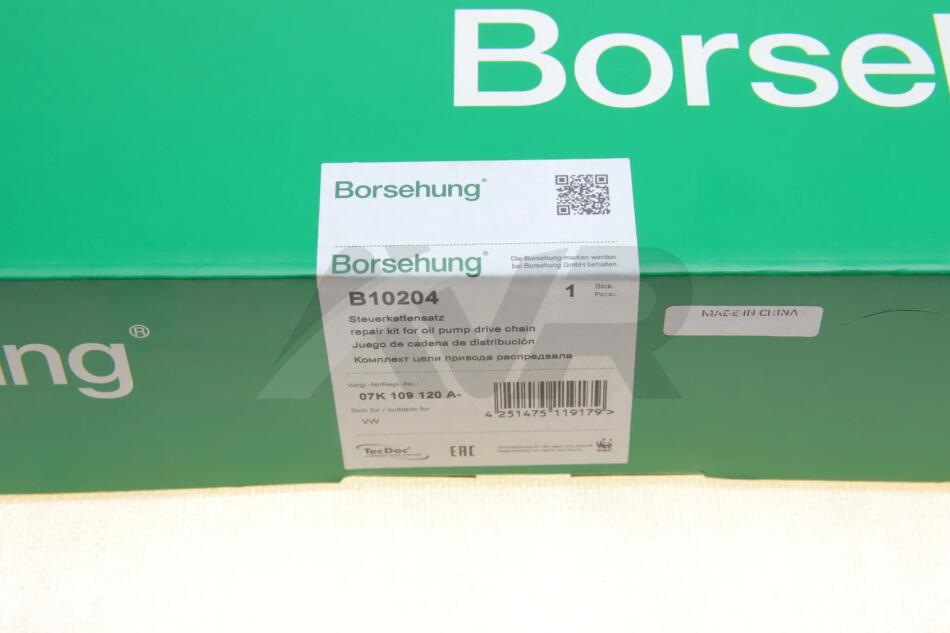 Borseh
Borsehung®
Die Borsehung-marken werden
bei Borsehung GmbH behalten.
Borsehung®
B10204
1 Stck.
Steuerkettensatz
repair kit for oil pump drive chain
Juego de cadena de distribución
Комплект цепи привода распредвала
Vergl.-Nr/Repl.-No.:
07K 109 120 A-
4 251475 119179 >
Sich für / suitable for
VW
TecDoc
EAC
ung®
MADE IN CHINA
AVR